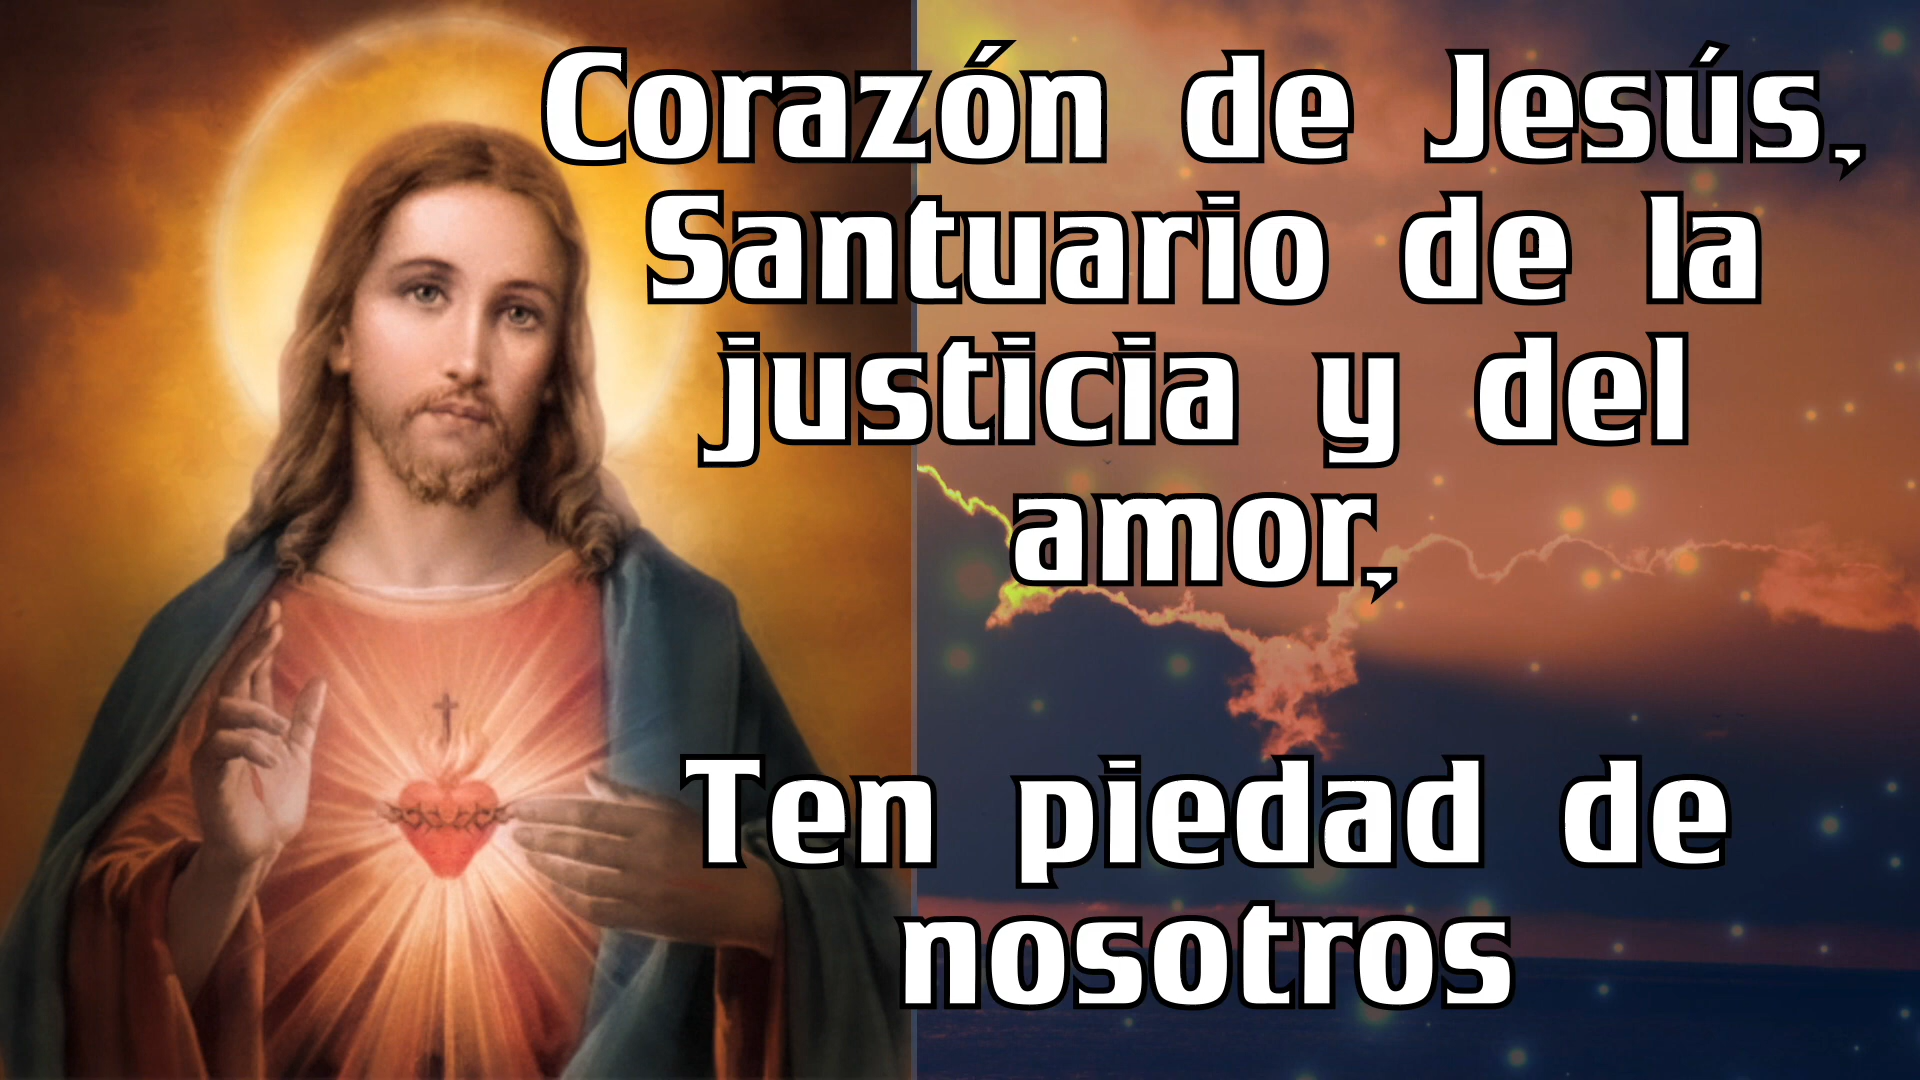 Corazón de Jesús,
Santuario de la
justicia y del
amor,
Ten piedad de
nosotros